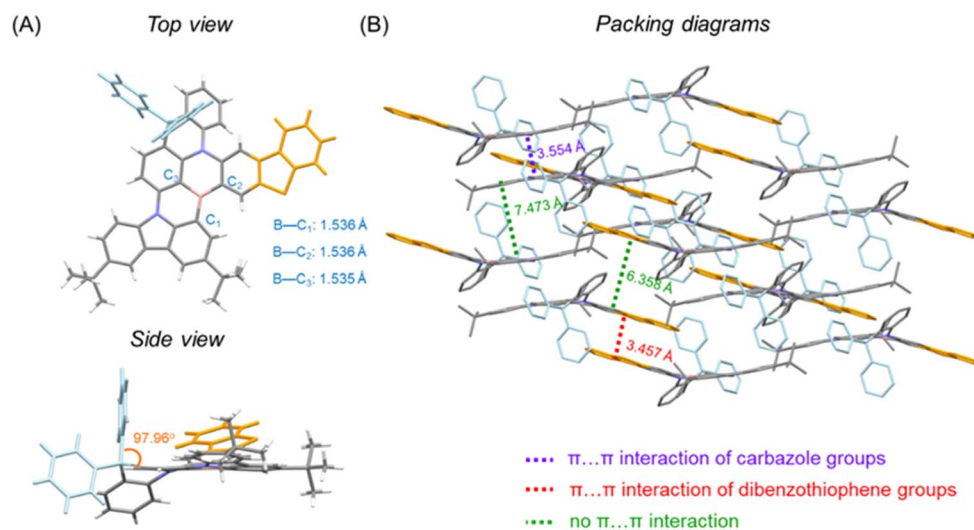 (A)
Top view
C₃
C₂
C₁
B—C₁: 1.536 Å
B—C₂: 1.536 Å
B—C₃: 1.535 Å
Side view
97.96°
(B)
Packing diagrams
3.554 Å
7.473 Å
6.358 Å
3.457 Å
π...π interaction of carbazole groups
π...π interaction of dibenzothiophene groups
no π...π interaction